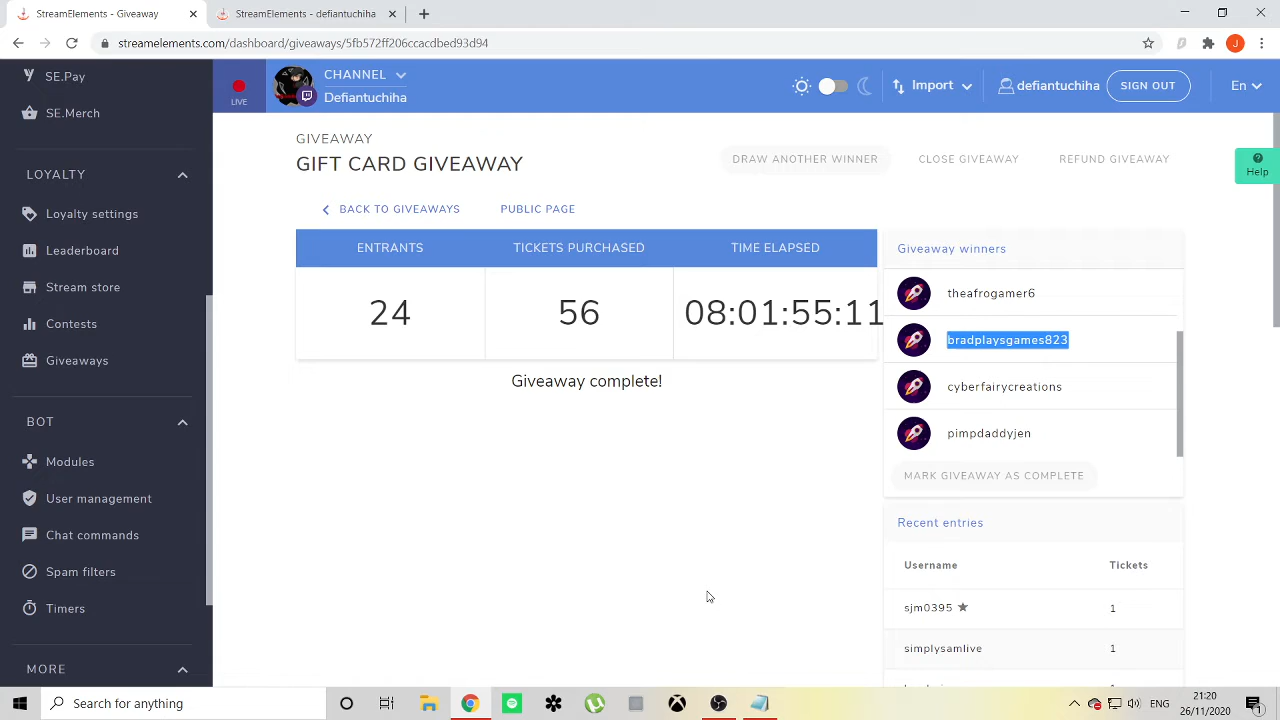 StreamElements
StreamElements
streamelements.com/dashboard/giveaways/5fb572ff206ccacdbed93d94
J
SE.Pay
SE.Merch
LOYALTY
Loyalty settings
Leaderboard
Stream store
Contests
Giveaways
BOT
Modules
User management
Chat commands
Spam filters
Timers
MORE
LIVE
CHANNEL
Defiantuchiha
Import
defiantuchiha
SIGN OUT
En
Help
GIVEAWAY
GIFT CARD GIVEAWAY
DRAW ANOTHER WINNER
CLOSE GIVEAWAY
REFUND GIVEAWAY
BACK TO GIVEAWAYS
PUBLIC PAGE
ENTRANTS
TICKETS PURCHASED
TIME ELAPSED
24
56
08:01:55:11
Giveaway complete!
Giveaway winners
theafrogamer6
bradplaysgames823
cyberfairycreations
pimpdaddyjen
MARK GIVEAWAY AS COMPLETE
Recent entries
Username Tickets
sjm0395 1
simplysamlive 1
Type here to search
ENG
21:20
26/11/2020
1